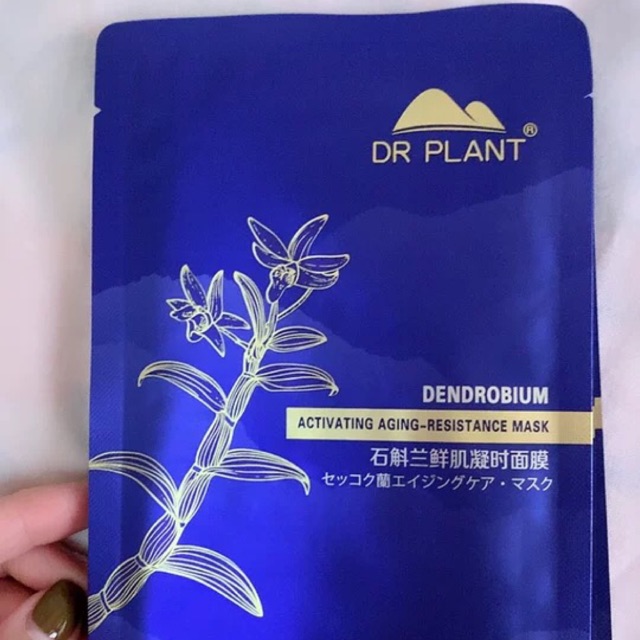 DR PLANT®
DENDROBIUM
ACTIVATING AGING-RESISTANCE MASK
石斛兰鲜肌凝时面膜
セッコク蘭エイジングケア・マスク